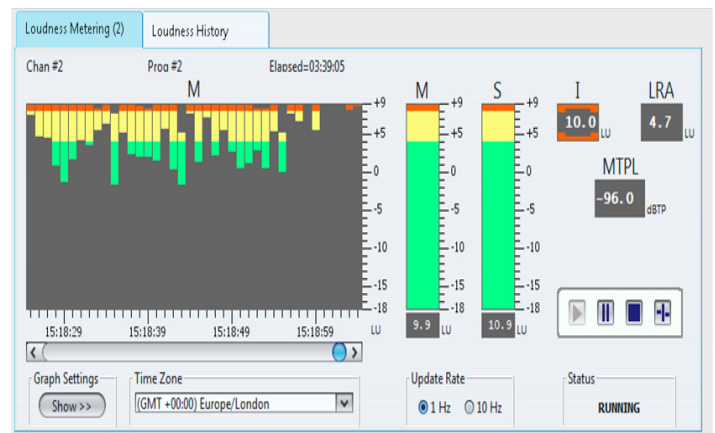 Loudness Metering (2) Loudness History
Chan #2 Prog #2 Elapsed=03:39:05
M M S I LRA
+9 +9 +9
10.0 LU 4.7 LU
+5 +5 +5
MTPL
0 0 0
-96.0 dBTP
-5 -5 -5
-10 -10 -10
-15 -15 -15
-18 -18 -18
15:18:29 15:18:39 15:18:49 15:18:59 LU 9.9 LU 10.9 LU
Graph Settings Time Zone Update Rate Status
Show >> (GMT +00:00) Europe/London 1 Hz 10 Hz RUNNING